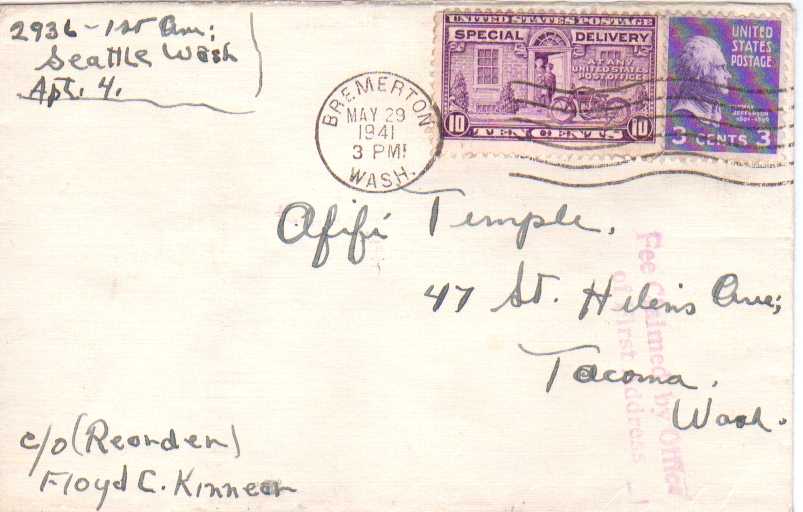 2936 - 1st Ave;
Seattle Wash
Apt. 4.
UNITED STATES POSTAGE
SPECIAL DELIVERY
AT ANY
UNITED STATES
POST OFFICE
10 TEN CENTS 10
UNITED
STATES
POSTAGE
JEFFERSON
3 CENTS 3
BREMERTON
MAY 29
1941
3 PM
WASH.
Afifi Temple,
47 St. Helens Ave;
Tacoma,
Wash.
Fee Claimed by Office
of First Address
c/o (Reorder)
Floyd C. Kinnear